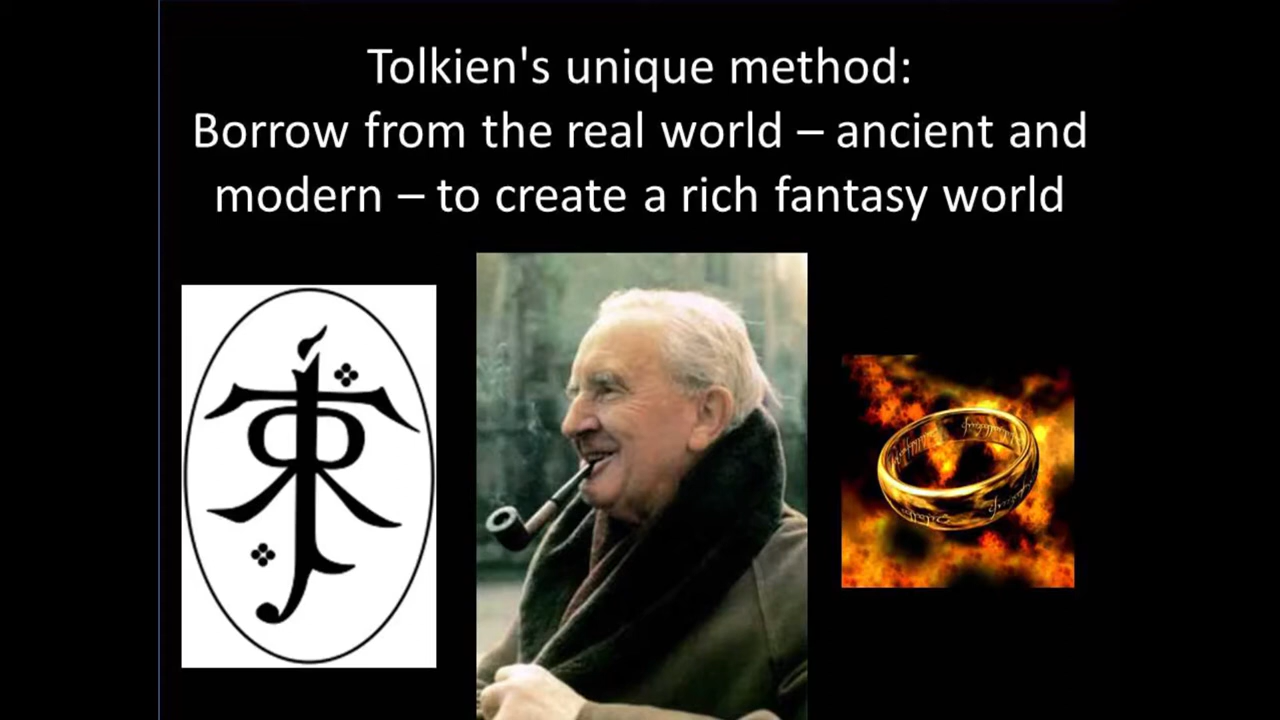 Tolkien's unique method:
Borrow from the real world – ancient and
modern – to create a rich fantasy world